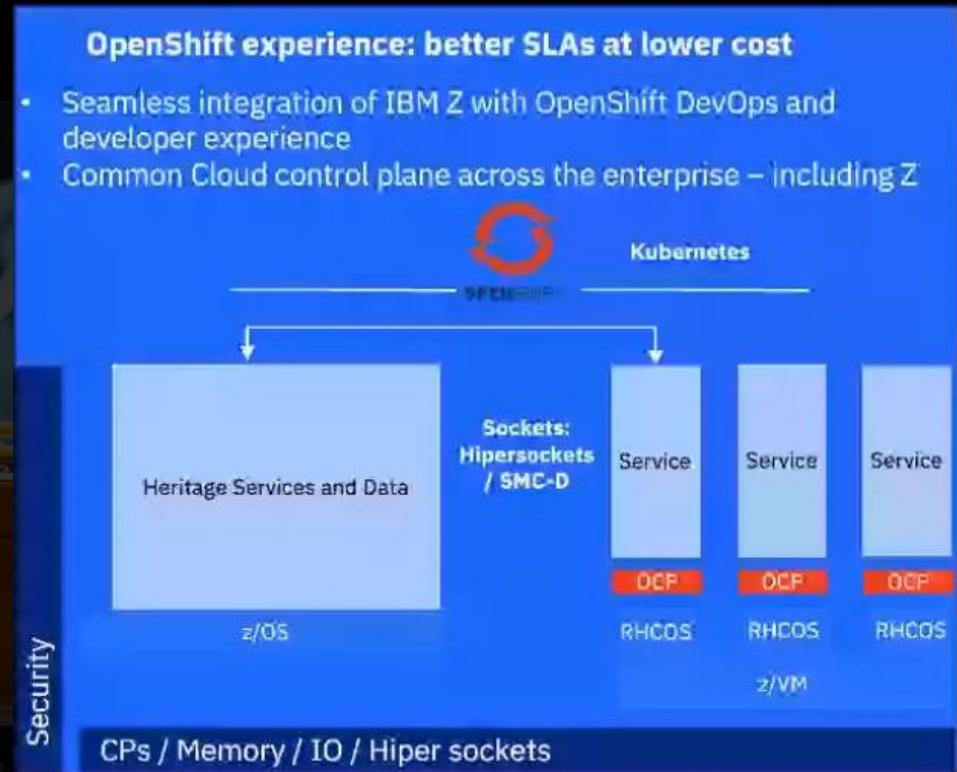 OpenShift experience: better SLAs at lower cost
• Seamless integration of IBM Z with OpenShift DevOps and
developer experience
• Common Cloud control plane across the enterprise – including Z
Kubernetes
OPENSHIFT
Sockets:
Hipersockets
/ SMC-D
Heritage Services and Data
Service
Service
Service
OCP
OCP
OCP
z/OS
RHCOS
RHCOS
RHCOS
z/VM
Security
CPs / Memory / IO / Hiper sockets